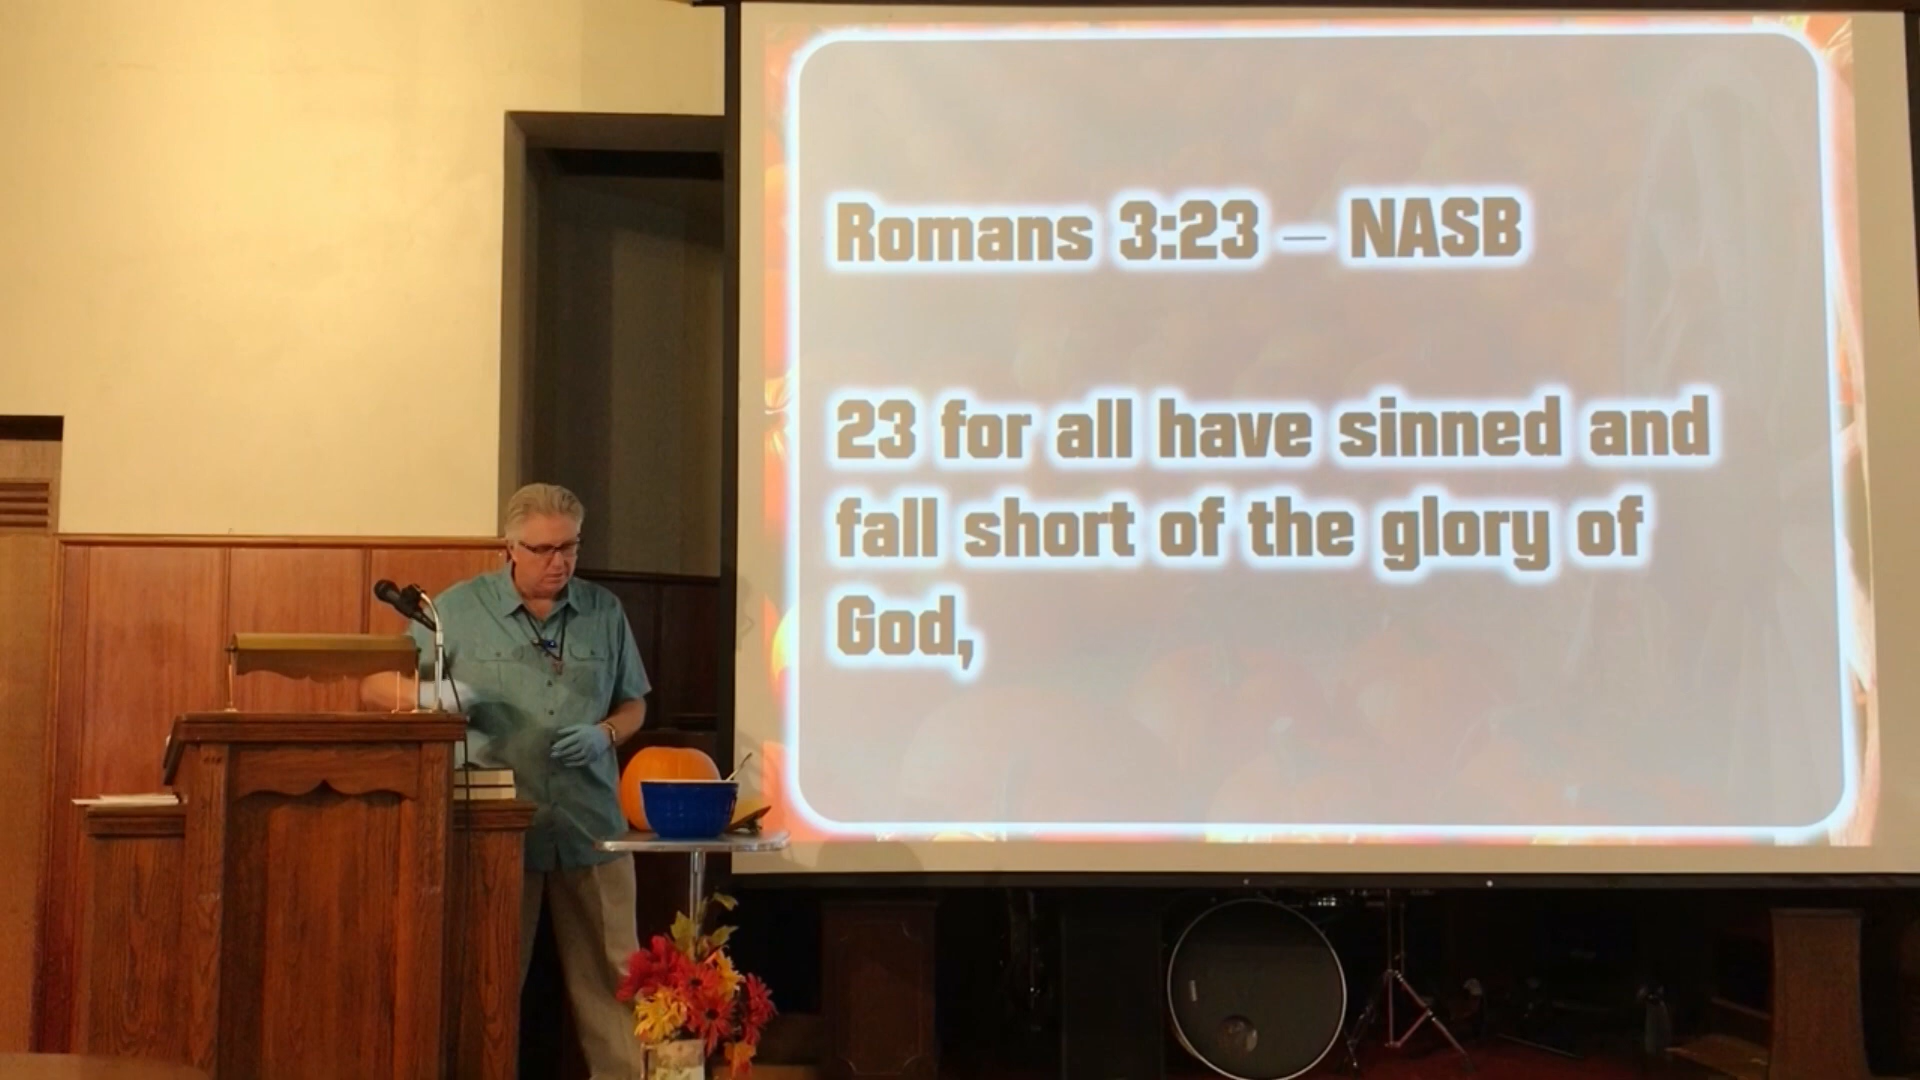 Romans 3:23 – NASB
23 for all have sinned and
fall short of the glory of
God,